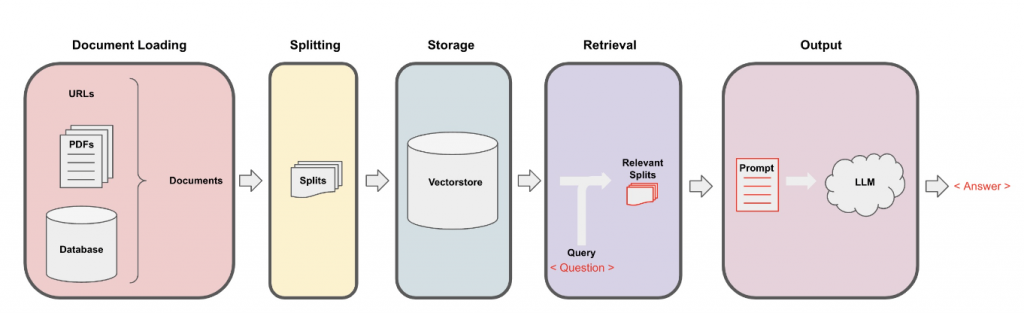 Document Loading
Splitting
Storage
Retrieval
Output
URLs
PDFs
Documents
Database
Splits
Vectorstore
Relevant
Splits
Query
< Question >
Prompt
LLM
< Answer >